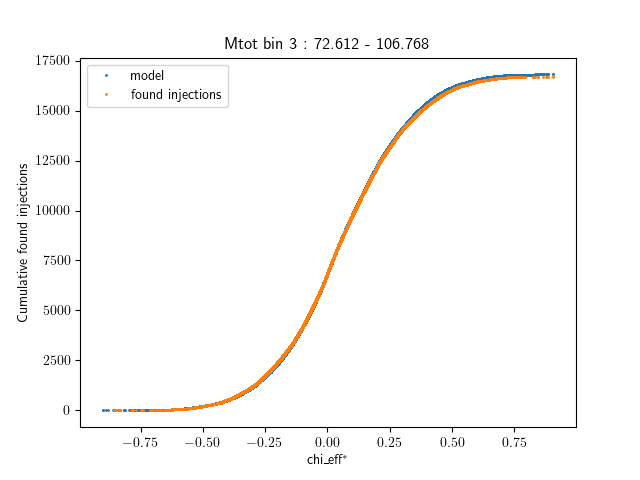 Mtot bin 3 : 72.612 - 106.768
model
found injections
Cumulative found injections
17500
15000
12500
10000
7500
5000
2500
0
−0.75 −0.50 −0.25 0.00 0.25 0.50 0.75
chi_eff*